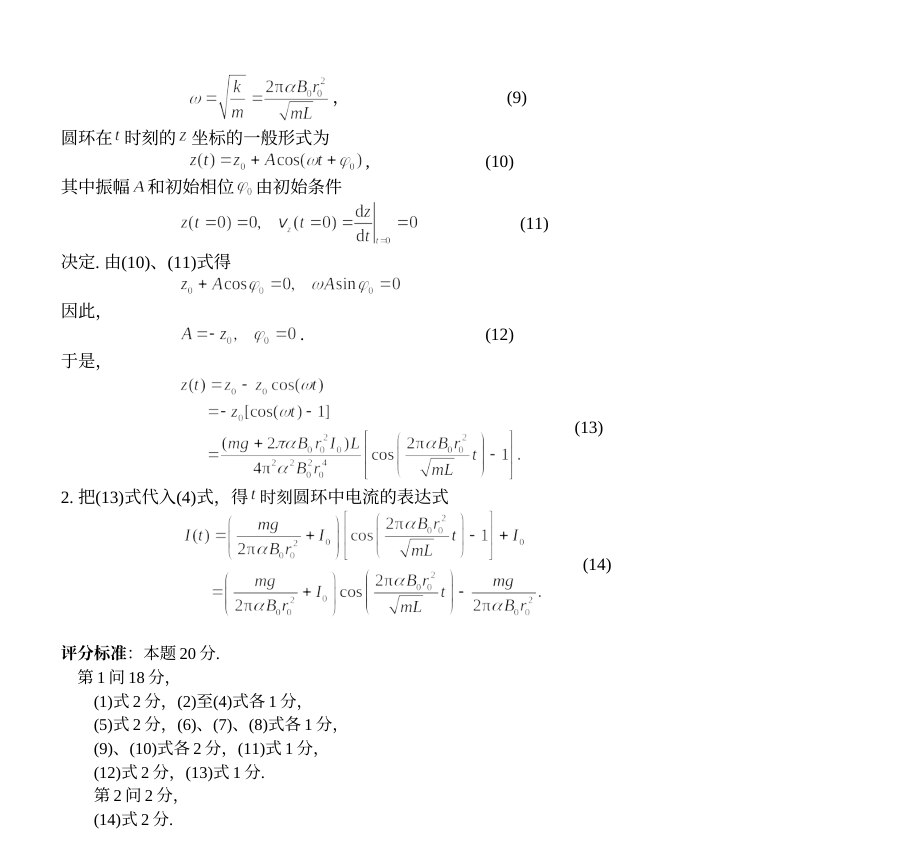 ω = √(k/m) = 2παB₀r₀²/√(mL), (9)
圆环在 t 时刻的 z 坐标的一般形式为
z(t) = z₀ + A cos(ωt + φ₀), (10)
其中振幅 A 和初始相位 φ₀ 由初始条件
z(t = 0) = 0, v_z(t = 0) = dz/dt|_{t=0} = 0 (11)
决定. 由(10)、(11)式得
z₀ + A cosφ₀ = 0, ωA sinφ₀ = 0
因此,
A = − z₀, φ₀ = 0. (12)
于是,
z(t) = z₀ − z₀ cos(ωt)
= − z₀[cos(ωt) − 1]
= (mg + 2παB₀r₀²I₀)L/(4π²α²B₀²r₀⁴) [cos(2παB₀r₀²/√(mL) t) − 1]. (13)
2. 把(13)式代入(4)式，得 t 时刻圆环中电流的表达式
I(t) = (mg/(2παB₀r₀²) + I₀) [cos(2παB₀r₀²/√(mL) t) − 1] + I₀
= (mg/(2παB₀r₀²) + I₀) cos(2παB₀r₀²/√(mL) t) − mg/(2παB₀r₀²). (14)
评分标准：本题 20 分.
第 1 问 18 分，
(1)式 2 分，(2)至(4)式各 1 分，
(5)式 2 分，(6)、(7)、(8)式各 1 分，
(9)、(10)式各 2 分，(11)式 1 分，
(12)式 2 分，(13)式 1 分.
第 2 问 2 分，
(14)式 2 分.